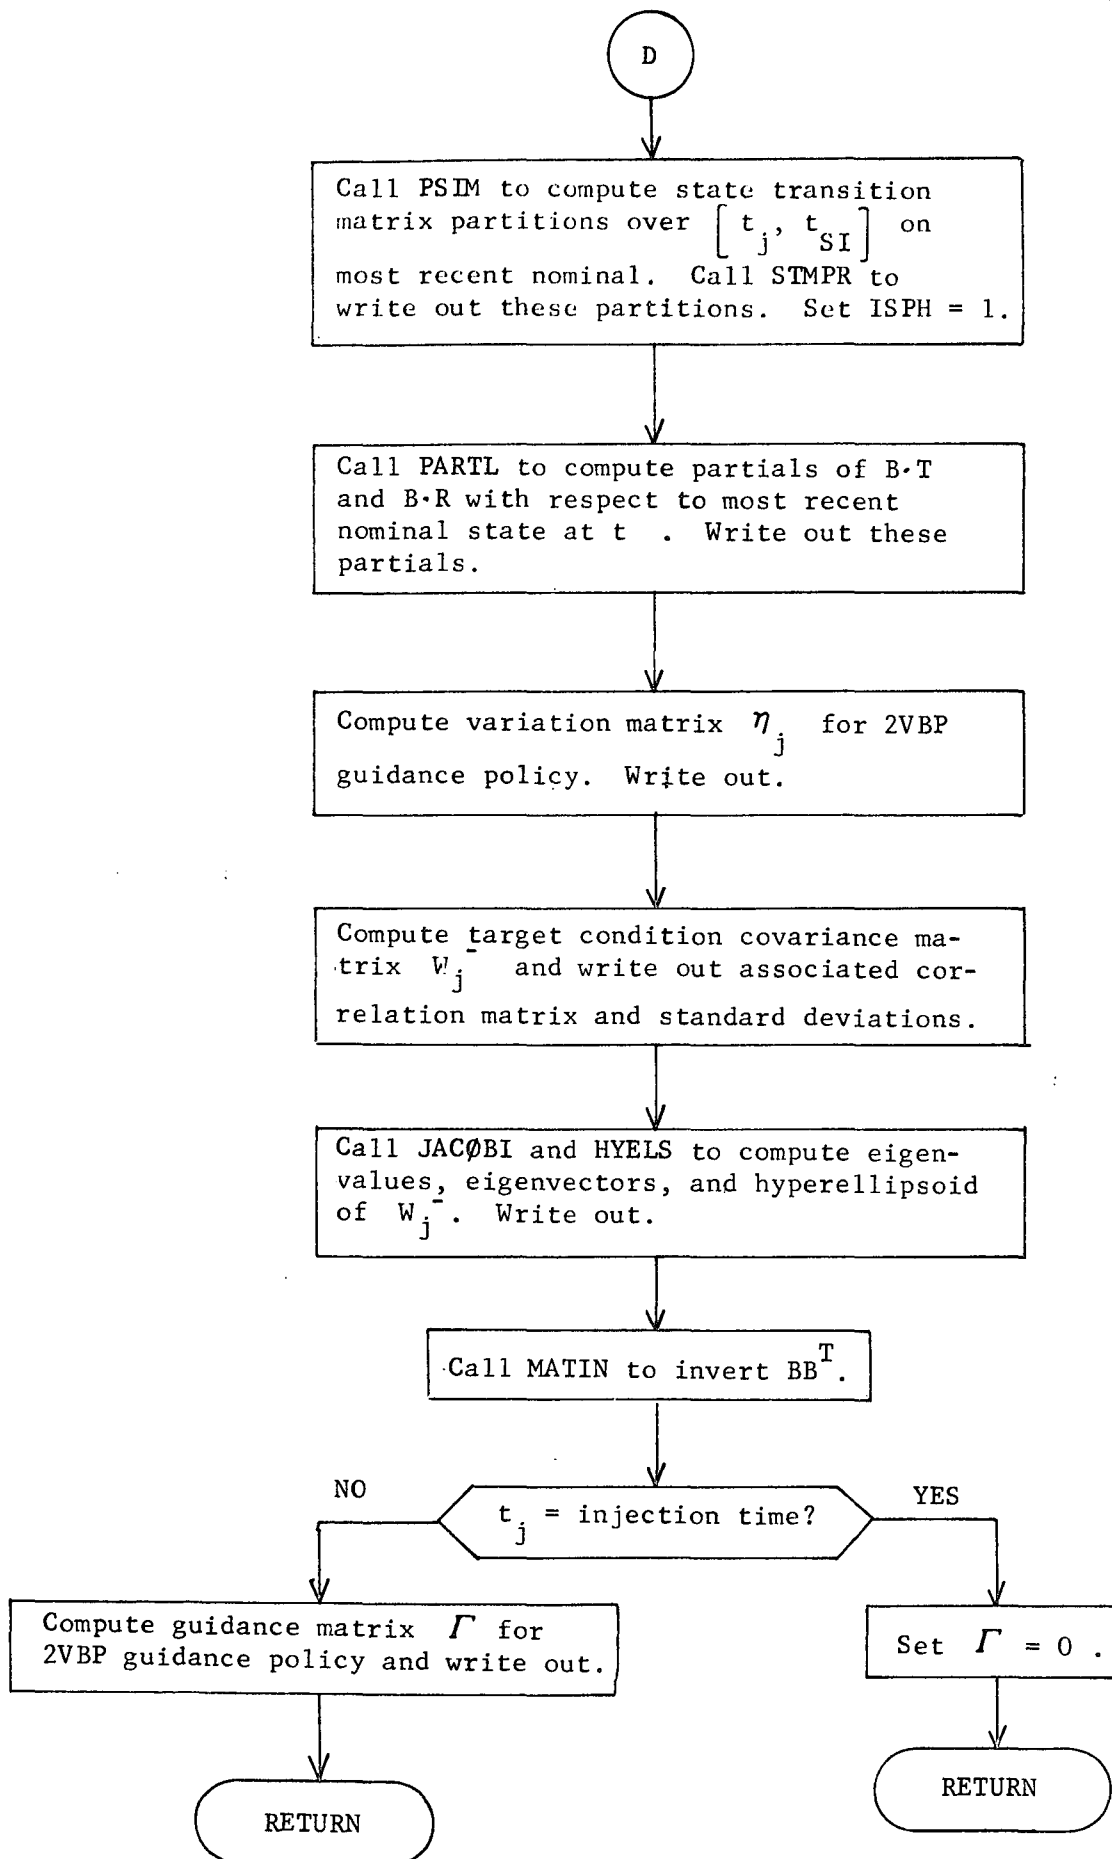 D
Call PSIM to compute state transition
matrix partitions over [ t_j, t_SI ] on
most recent nominal. Call STMPR to
write out these partitions. Set ISPH = 1.
Call PARTL to compute partials of B·T
and B·R with respect to most recent
nominal state at t . Write out these
partials.
Compute variation matrix η_j for 2VBP
guidance policy. Write out.
Compute target condition covariance ma-
trix W_j^- and write out associated cor-
relation matrix and standard deviations.
Call JACØBI and HYELS to compute eigen-
values, eigenvectors, and hyperellipsoid
of W_j^-. Write out.
Call MATIN to invert BB^T.
t_j = injection time?
NO
YES
Compute guidance matrix Γ for
2VBP guidance policy and write out.
Set Γ = 0 .
RETURN
RETURN